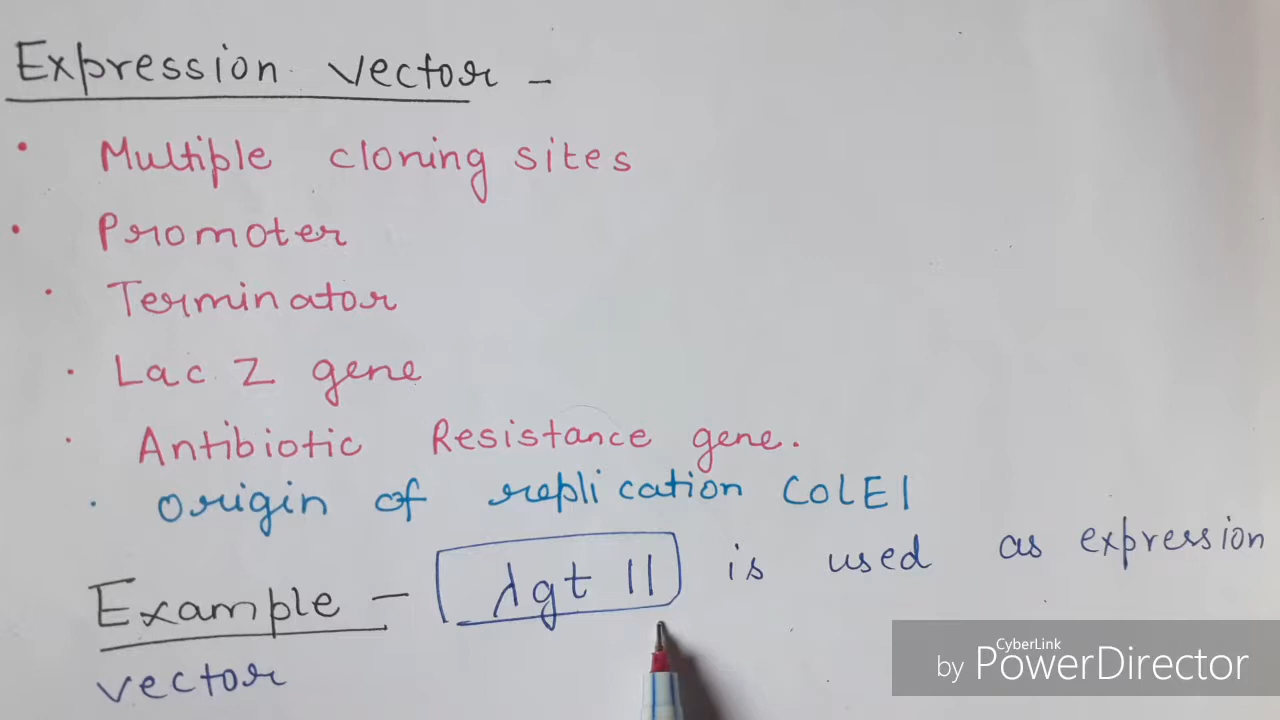 Expression vector -
• Multiple cloning sites
• Promoter
• Terminator
• Lac Z gene
• Antibiotic Resistance gene.
• origin of replication COLE1
Example - λgt 11 is used as expression
vector
CyberLink
by PowerDirector